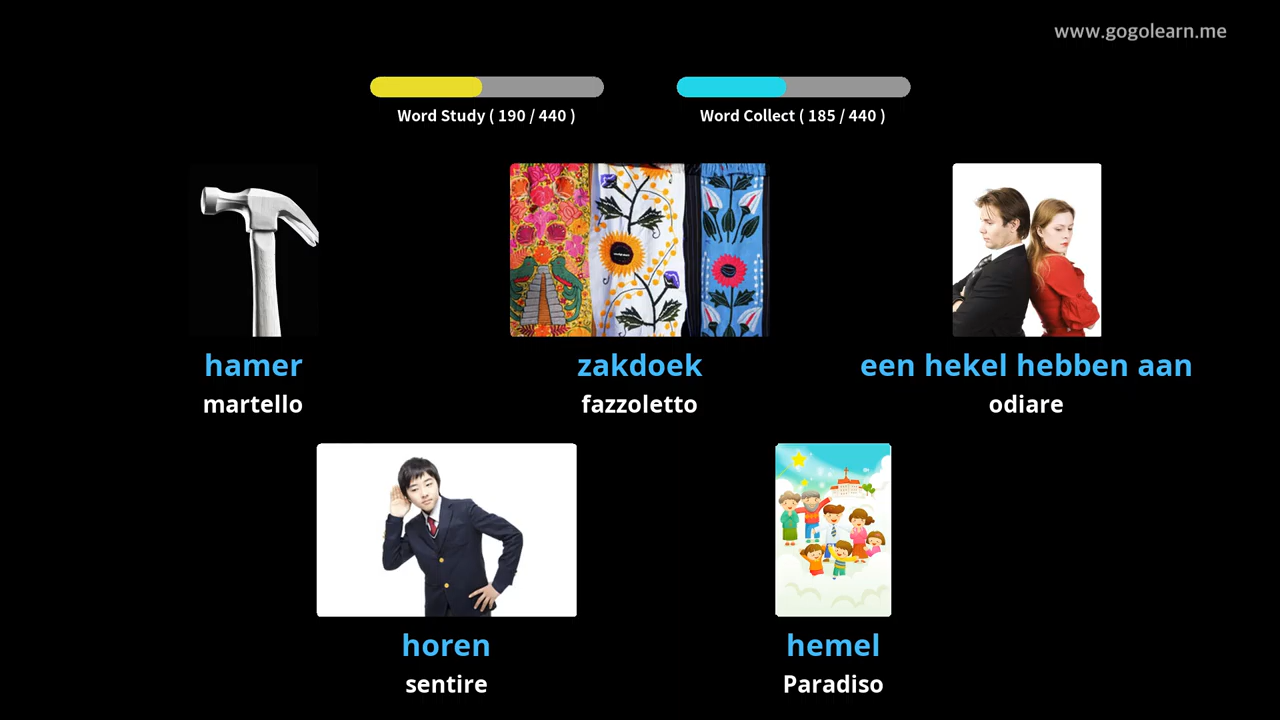 www.gogolearn.me
Word Study ( 190 / 440 )
Word Collect ( 185 / 440 )
hamer
martello
zakdoek
fazzoletto
een hekel hebben aan
odiare
horen
sentire
hemel
Paradiso